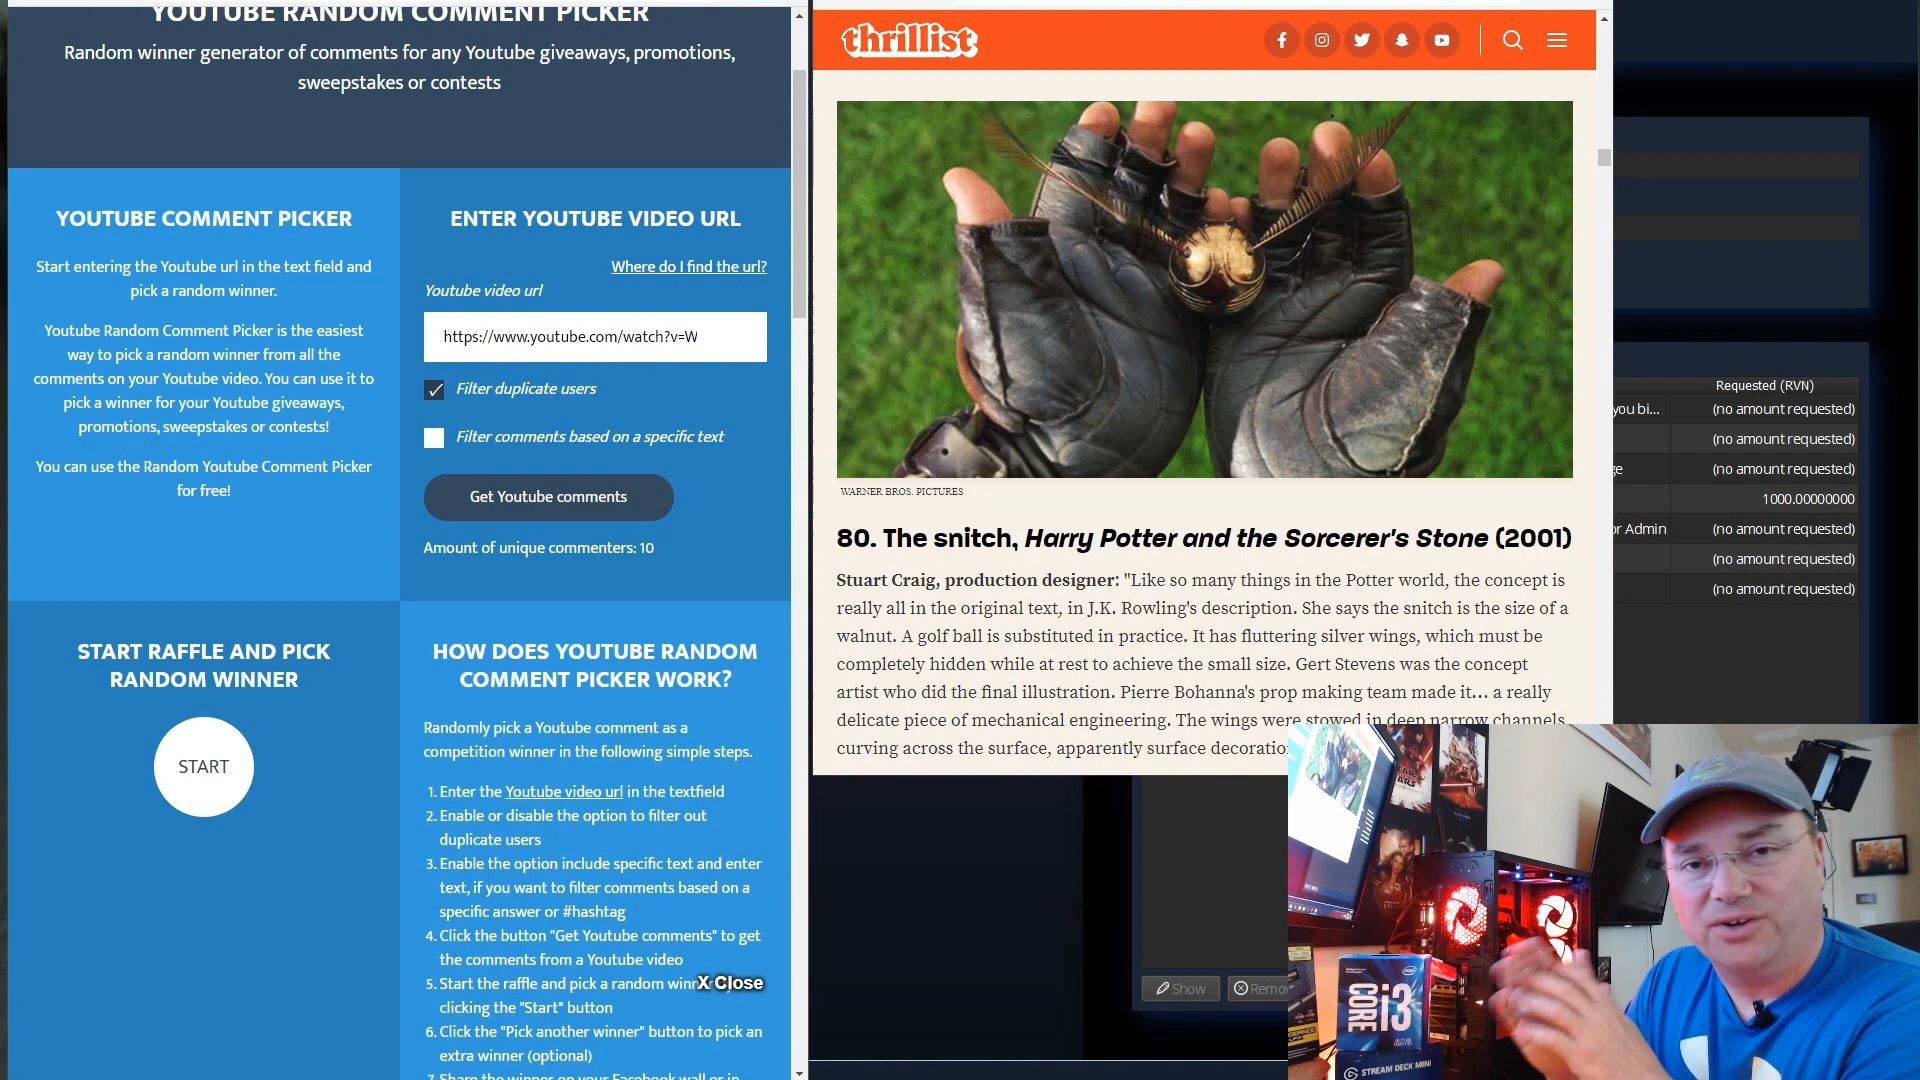 YOUTUBE RANDOM COMMENT PICKER
Random winner generator of comments for any Youtube giveaways, promotions,
sweepstakes or contests
YOUTUBE COMMENT PICKER
Start entering the Youtube url in the text field and
pick a random winner.
Youtube Random Comment Picker is the easiest
way to pick a random winner from all the
comments on your Youtube video. You can use it to
pick a winner for your Youtube giveaways,
promotions, sweepstakes or contests!
You can use the Random Youtube Comment Picker
for free!
ENTER YOUTUBE VIDEO URL
Where do I find the url?
Youtube video url
https://www.youtube.com/watch?v=W
Filter duplicate users
Filter comments based on a specific text
Get Youtube comments
Amount of unique commenters: 10
START RAFFLE AND PICK
RANDOM WINNER
START
HOW DOES YOUTUBE RANDOM
COMMENT PICKER WORK?
Randomly pick a Youtube comment as a
competition winner in the following simple steps.
1. Enter the Youtube video url in the textfield
2. Enable or disable the option to filter out
duplicate users
3. Enable the option include specific text and enter
text, if you want to filter comments based on a
specific answer or #hashtag
4. Click the button "Get Youtube comments" to get
the comments from a Youtube video
5. Start the raffle and pick a random winn
X Close
clicking the "Start" button
6. Click the "Pick another winner" button to pick an
extra winner (optional)
7. Share the winner on your Facebook wall or in
thrillist
WARNER BROS. PICTURES
80. The snitch, Harry Potter and the Sorcerer's Stone (2001)
Stuart Craig, production designer: "Like so many things in the Potter world, the concept is
really all in the original text, in J.K. Rowling's description. She says the snitch is the size of a
walnut. A golf ball is substituted in practice. It has fluttering silver wings, which must be
completely hidden while at rest to achieve the small size. Gert Stevens was the concept
artist who did the final illustration. Pierre Bohanna's prop making team made it... a really
delicate piece of mechanical engineering. The wings were stowed in deep narrow channels
curving across the surface, apparently surface decoratio
Requested (RVN)
you bi... (no amount requested)
(no amount requested)
ge (no amount requested)
1000.00000000
or Admin (no amount requested)
(no amount requested)
(no amount requested)
Show
Remo
CORE i3
STREAM DECK MINI